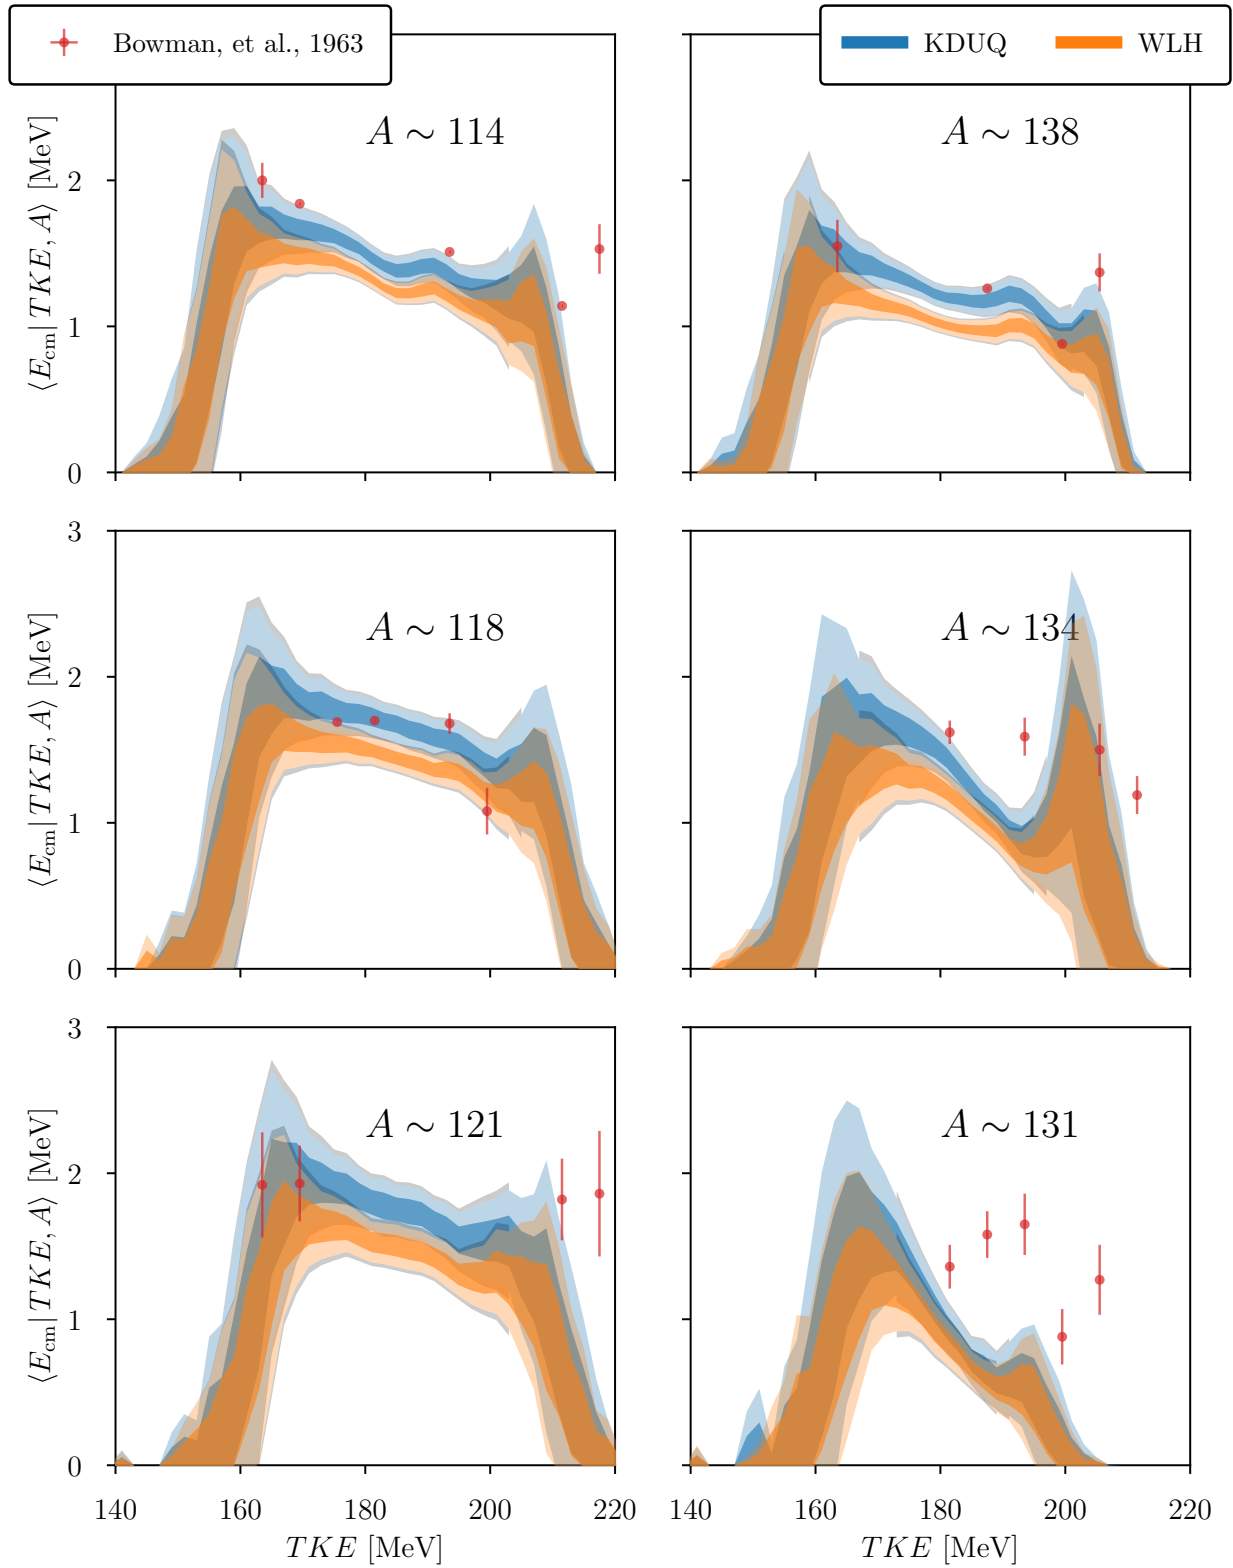 Bowman, et al., 1963
KDUQ WLH
⟨E_cm|TKE, A⟩ [MeV]
2
1
0
A ∼ 114
A ∼ 138
⟨E_cm|TKE, A⟩ [MeV]
3
2
1
0
A ∼ 118
A ∼ 134
⟨E_cm|TKE, A⟩ [MeV]
3
2
1
0
A ∼ 121
A ∼ 131
140 160 180 200 220
140 160 180 200 220
TKE [MeV]
TKE [MeV]